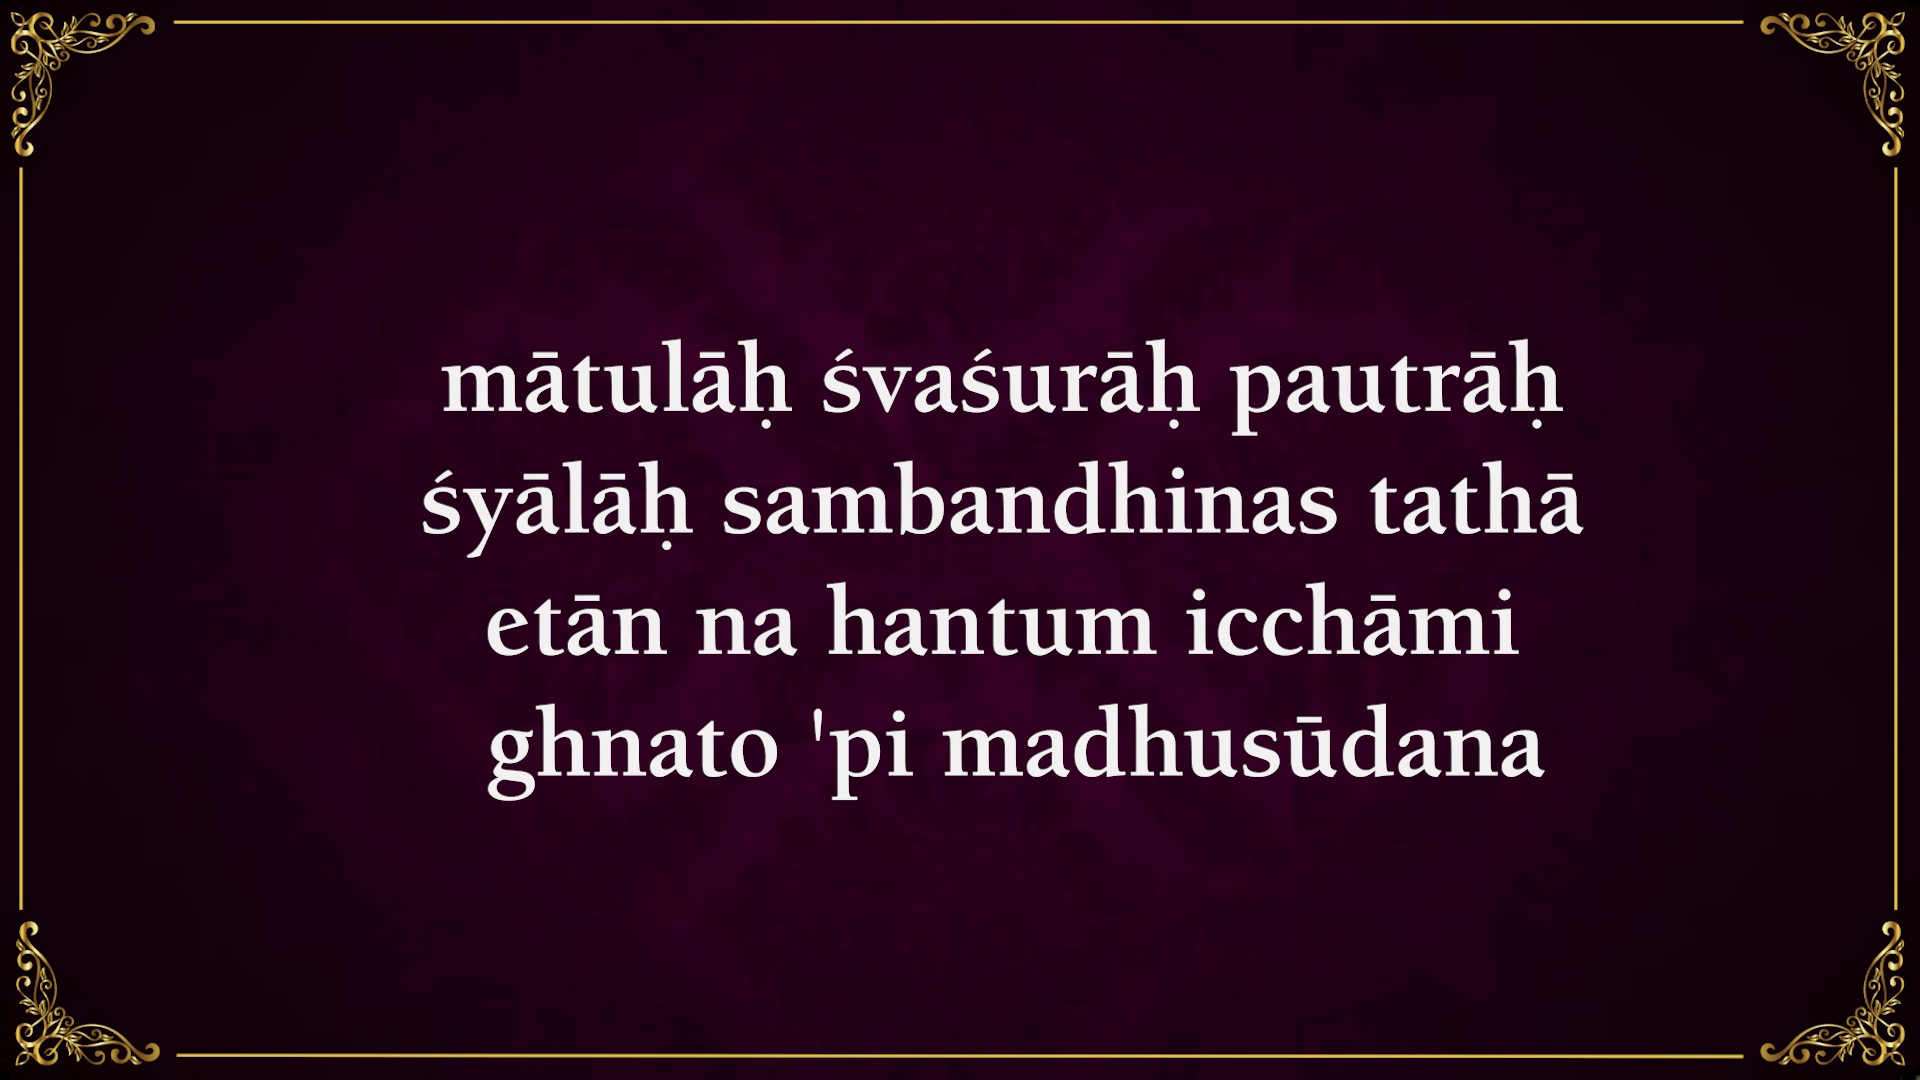 mātulāḥ śvaśurāḥ pautrāḥ
śyālāḥ sambandhinas tathā
etān na hantum icchāmi
ghnato 'pi madhusūdana